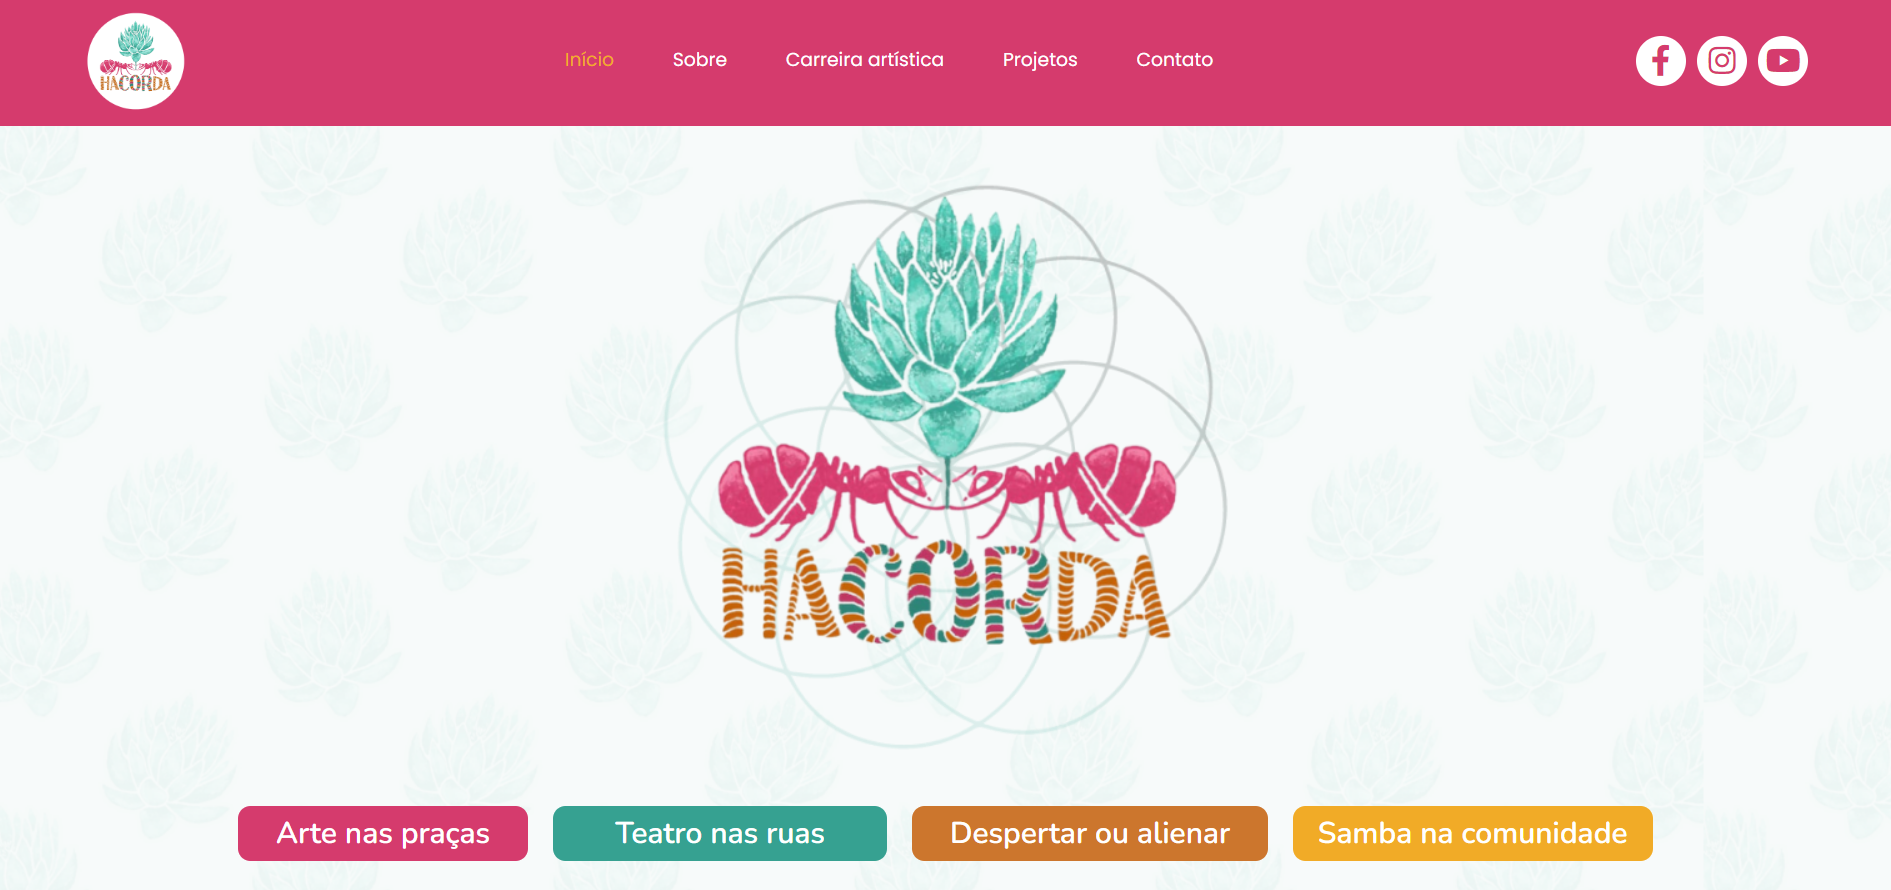 HACORDA
Início Sobre Carreira artística Projetos Contato
HACORDA
Arte nas praças Teatro nas ruas Despertar ou alienar Samba na comunidade